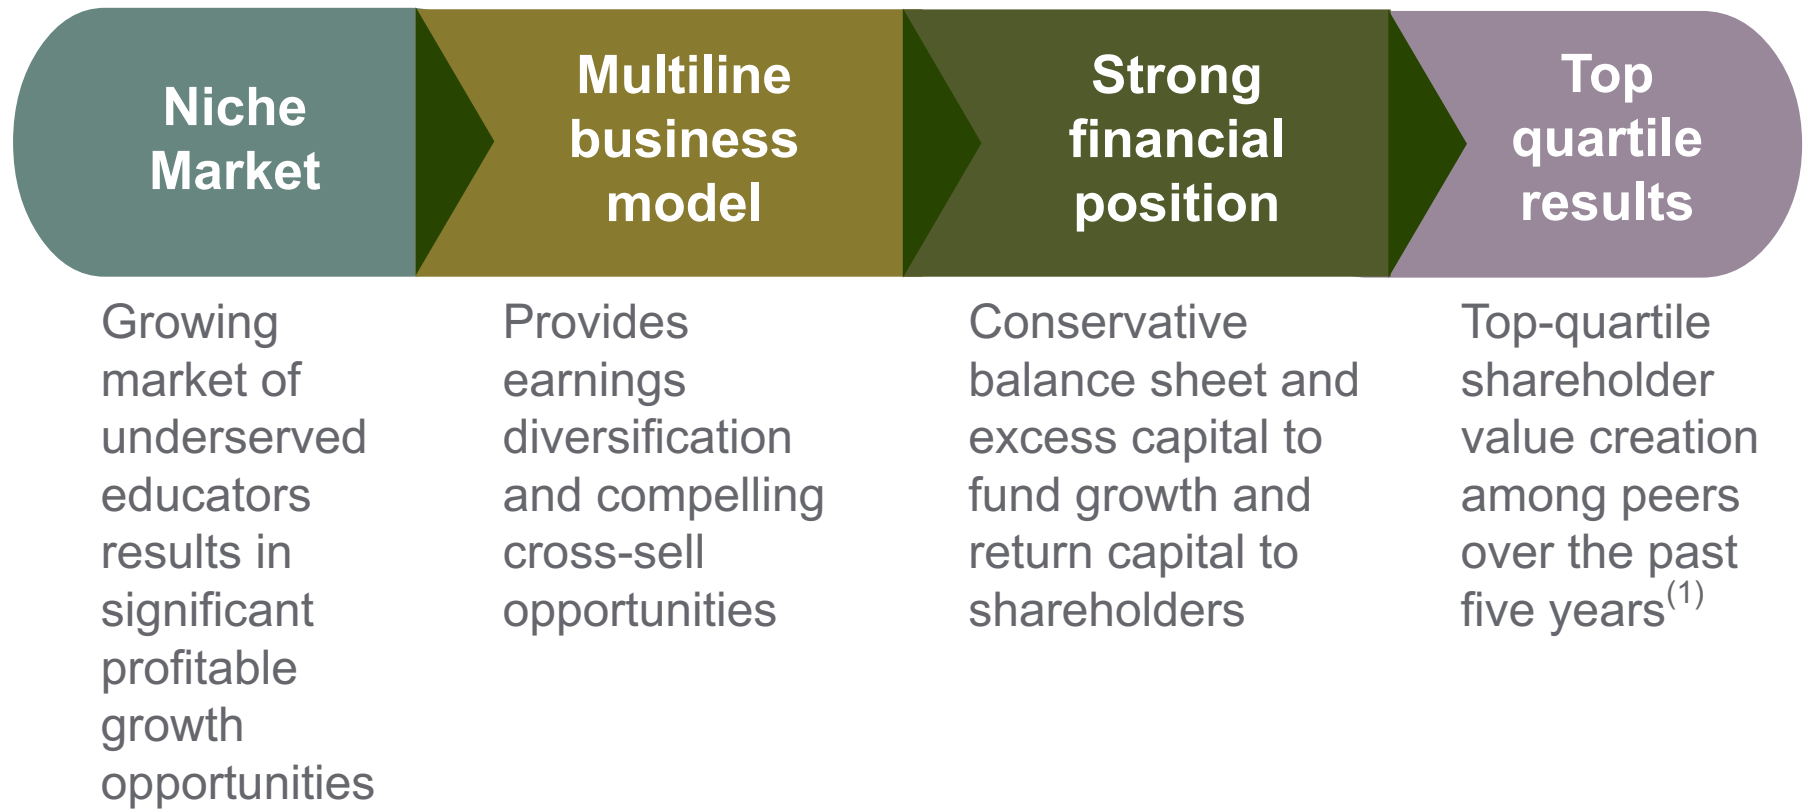 Niche
Market
Multiline
business
model
Strong
financial
position
Top
quartile
results
Growing
market of
underserved
educators
results in
significant
profitable
growth
opportunities
Provides
earnings
diversification
and compelling
cross-sell
opportunities
Conservative
balance sheet and
excess capital to
fund growth and
return capital to
shareholders
Top-quartile
shareholder
value creation
among peers
over the past
five years(1)